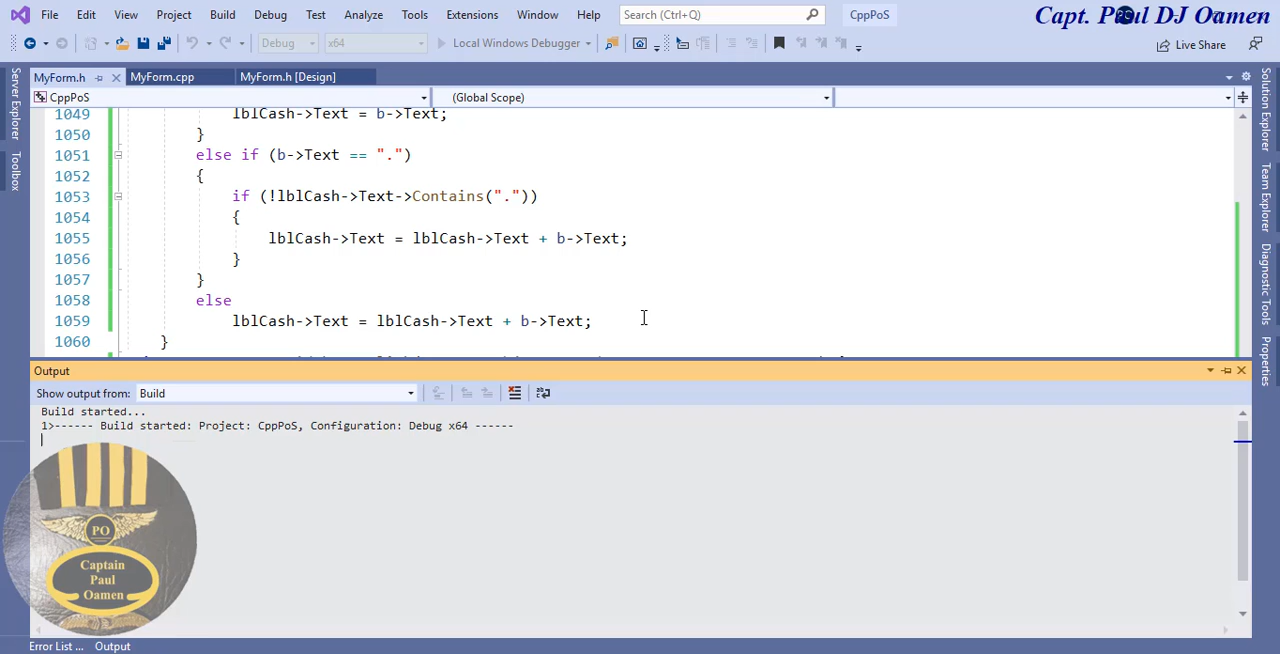 File Edit View Project Build Debug Test Analyze Tools Extensions Window Help Search (Ctrl+Q) CppPoS
Capt. Paul DJ Oamen
Debug x64 Local Windows Debugger Live Share
MyForm.h MyForm.cpp MyForm.h [Design]
CppPoS (Global Scope)
Server Explorer
Toolbox
1049 lblCash->Text = b->Text;
1050 }
1051 else if (b->Text == ".")
1052 {
1053 if (!lblCash->Text->Contains("."))
1054 {
1055 lblCash->Text = lblCash->Text + b->Text;
1056 }
1057 }
1058 else
1059 lblCash->Text = lblCash->Text + b->Text;
1060 }
Solution Explorer
Team Explorer
Diagnostic Tools
Properties
Output
Show output from: Build
Build started...
1>------ Build started: Project: CppPoS, Configuration: Debug x64 ------
PO
Captain
Paul
Oamen
Error List ... Output